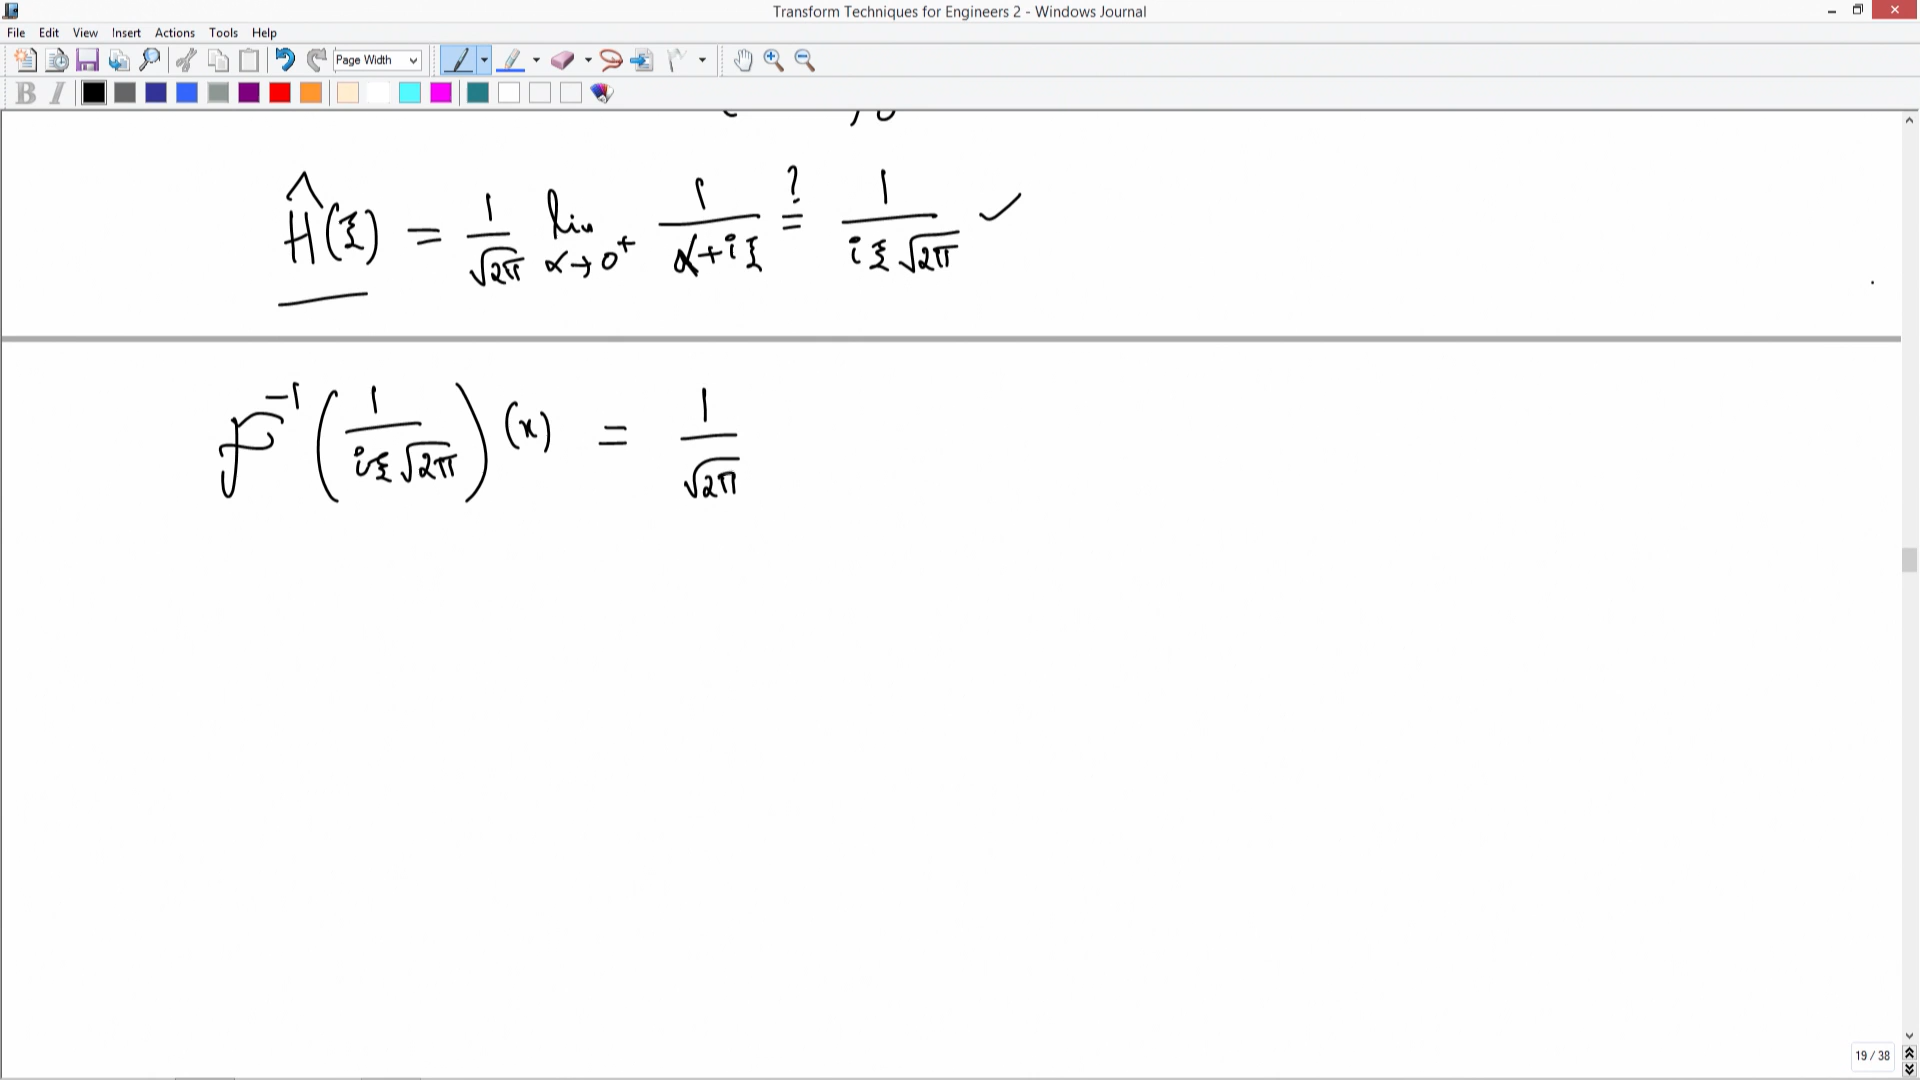 Transform Techniques for Engineers 2 - Windows Journal
File Edit View Insert Actions Tools Help
Page Width
B I
Ĥ(ξ) = 1/√2π lim α→0⁺ 1/(α+iξ) ?= 1/(iξ√2π) ✓
F⁻¹(1/(iξ√2π))(x) = 1/√2π
19 / 38